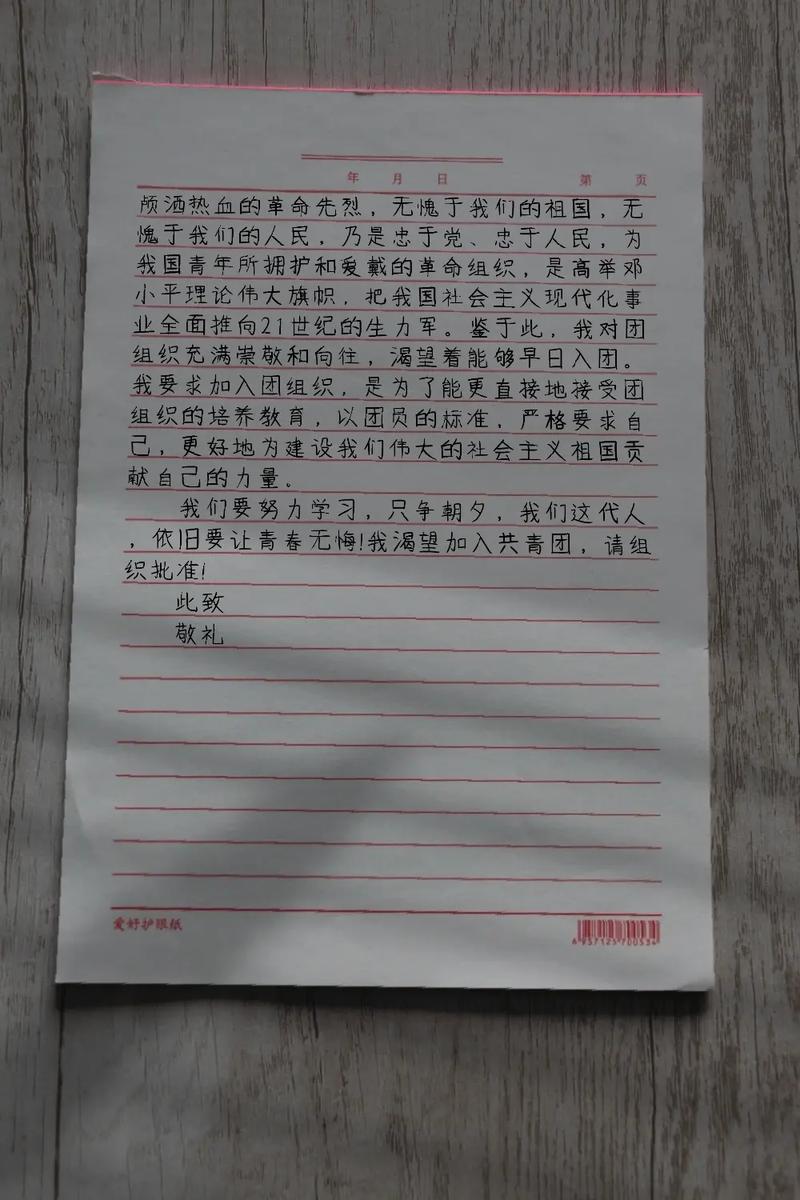 年 月 日 第 页
颅洒热血的革命先烈，无愧于我们的祖国，无
愧于我们的人民，乃是忠于党、忠于人民，为
我国青年所拥护和爱戴的革命组织，是高举邓
小平理论伟大旗帜，把我国社会主义现代化事
业全面推向21世纪的生力军。鉴于此，我对团
组织充满崇敬和向往，渴望着能够早日入团。
我要求加入团组织，是为了能更直接地接受团
组织的培养教育，以团员的标准，严格要求自
己，更好地为建设我们伟大的社会主义祖国贡
献自己的力量。
我们要努力学习，只争朝夕，我们这代人
，依旧要让青春无悔!我渴望加入共青团，请组
织批准!
此致
敬礼
爱好护眼纸
6937125700534